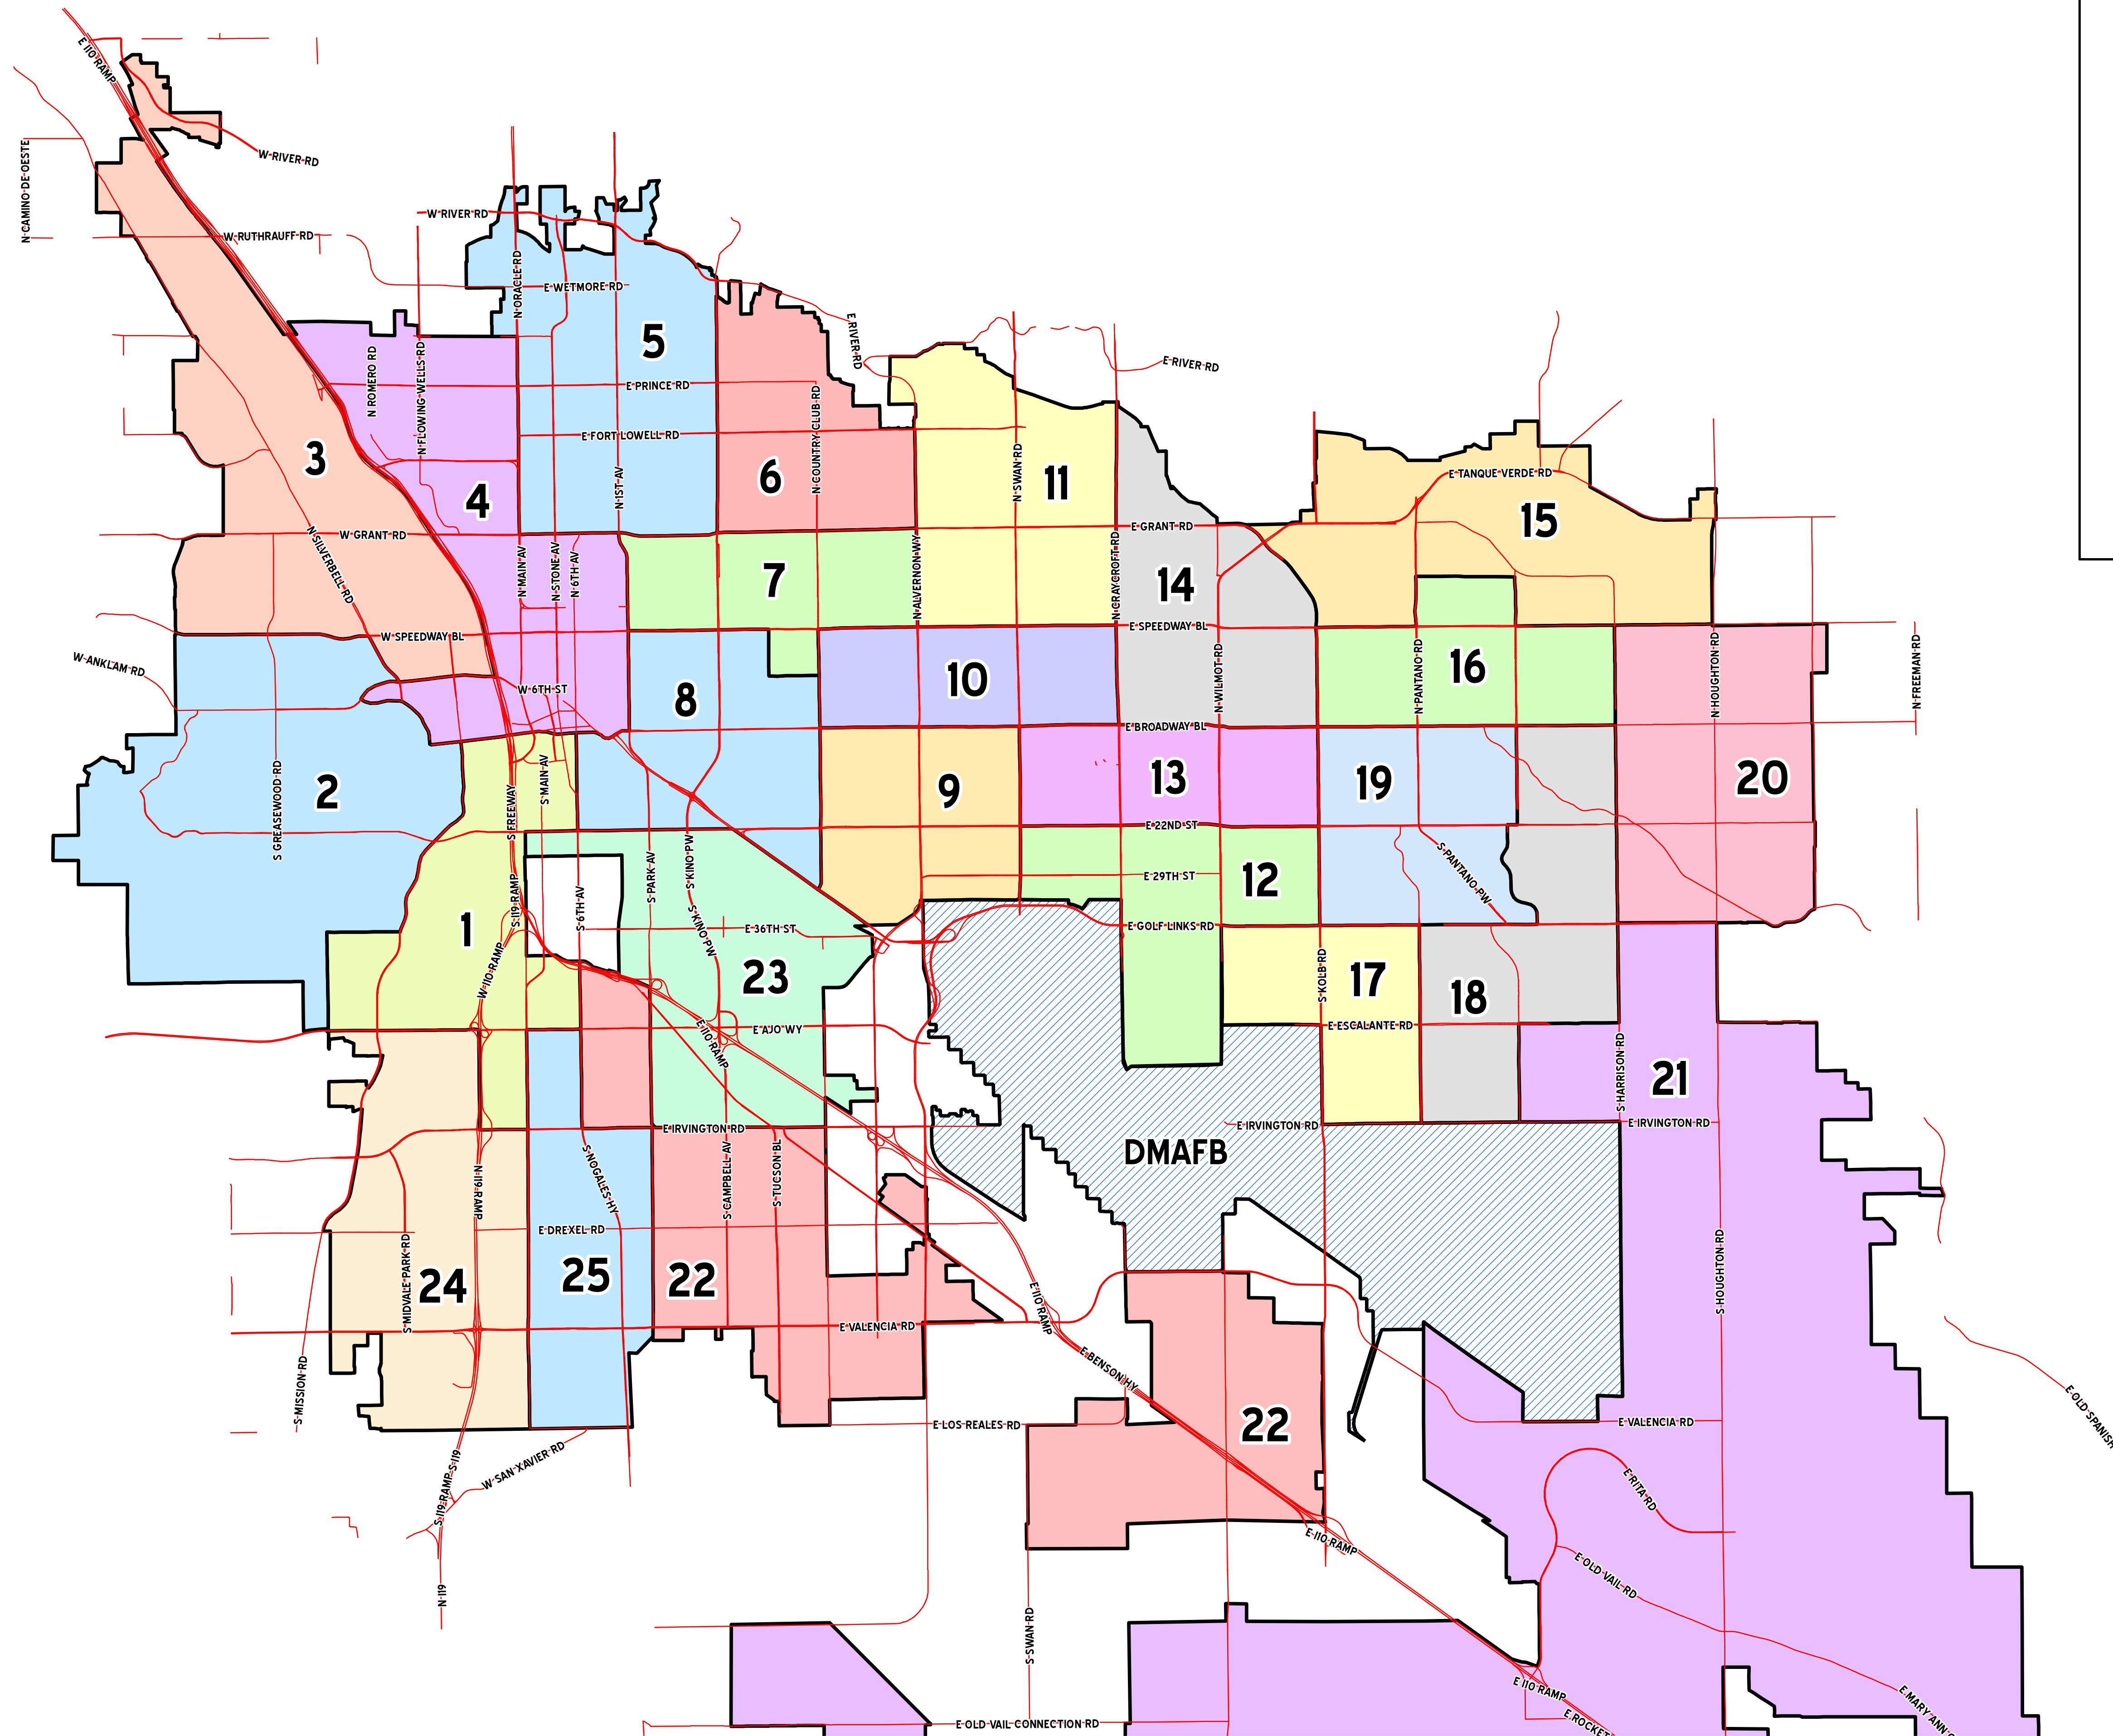 E I10 RAMP
W RIVER RD
N CAMINO DE OESTE
W RUTHRAUFF RD
W RIVER RD
N ORACLE RD
E WETMORE RD
5
N ROMERO RD
N FLOWING WELLS RD
E PRINCE RD
E RIVER RD
E RIVER RD
N COUNTRY CLUB RD
E FORT LOWELL RD
3
4
N 1ST AV
6
N SWAN RD
11
E TANQUE VERDE RD
15
W GRANT RD
E GRANT RD
N SILVERBELL RD
N MAIN AV
N STONE AV
N 6TH AV
7
N ALVERNON WY
N CRAYCROFT RD
14
W SPEEDWAY BL
E SPEEDWAY BL
W ANKLAM RD
W 6TH ST
8
10
N WILMOT RD
N PANTANO RD
16
N HOUGHTON RD
N FREEMAN RD
E BROADWAY BL
2
S GREASEWOOD RD
S FREEWAY
S MAIN AV
9
13
19
20
E 22ND ST
S PARK AV
S KINO PW
S PANTANO PW
E 29TH ST
12
1
S I19 RAMP
S 6TH AV
S KINO PW
E 36TH ST
E GOLF LINKS RD
W I10 RAMP
23
S KOLB RD
17
18
E I10 RAMP
E AJO WY
E ESCALANTE RD
S HARRISON RD
21
E IRVINGTON RD
E IRVINGTON RD
E IRVINGTON RD
DMAFB
N I19 RAMP
S NOGALES HY
S CAMPBELL AV
S TUCSON BL
E DREXEL RD
S MIDVALE PARK RD
24
25
22
S HOUGHTON RD
E I10 RAMP
E VALENCIA RD
S MISSION RD
E BENSON HY
E LOS REALES RD
22
E VALENCIA RD
E OLD SPANISH
S I19 RAMP S I19
W SAN XAVIER RD
E RITA RD
E I10 RAMP
E OLD VAIL RD
N I19
S SWAN RD
E I10 RAMP
E MARY ANN
E ROCKET
E OLD VAIL CONNECTION RD